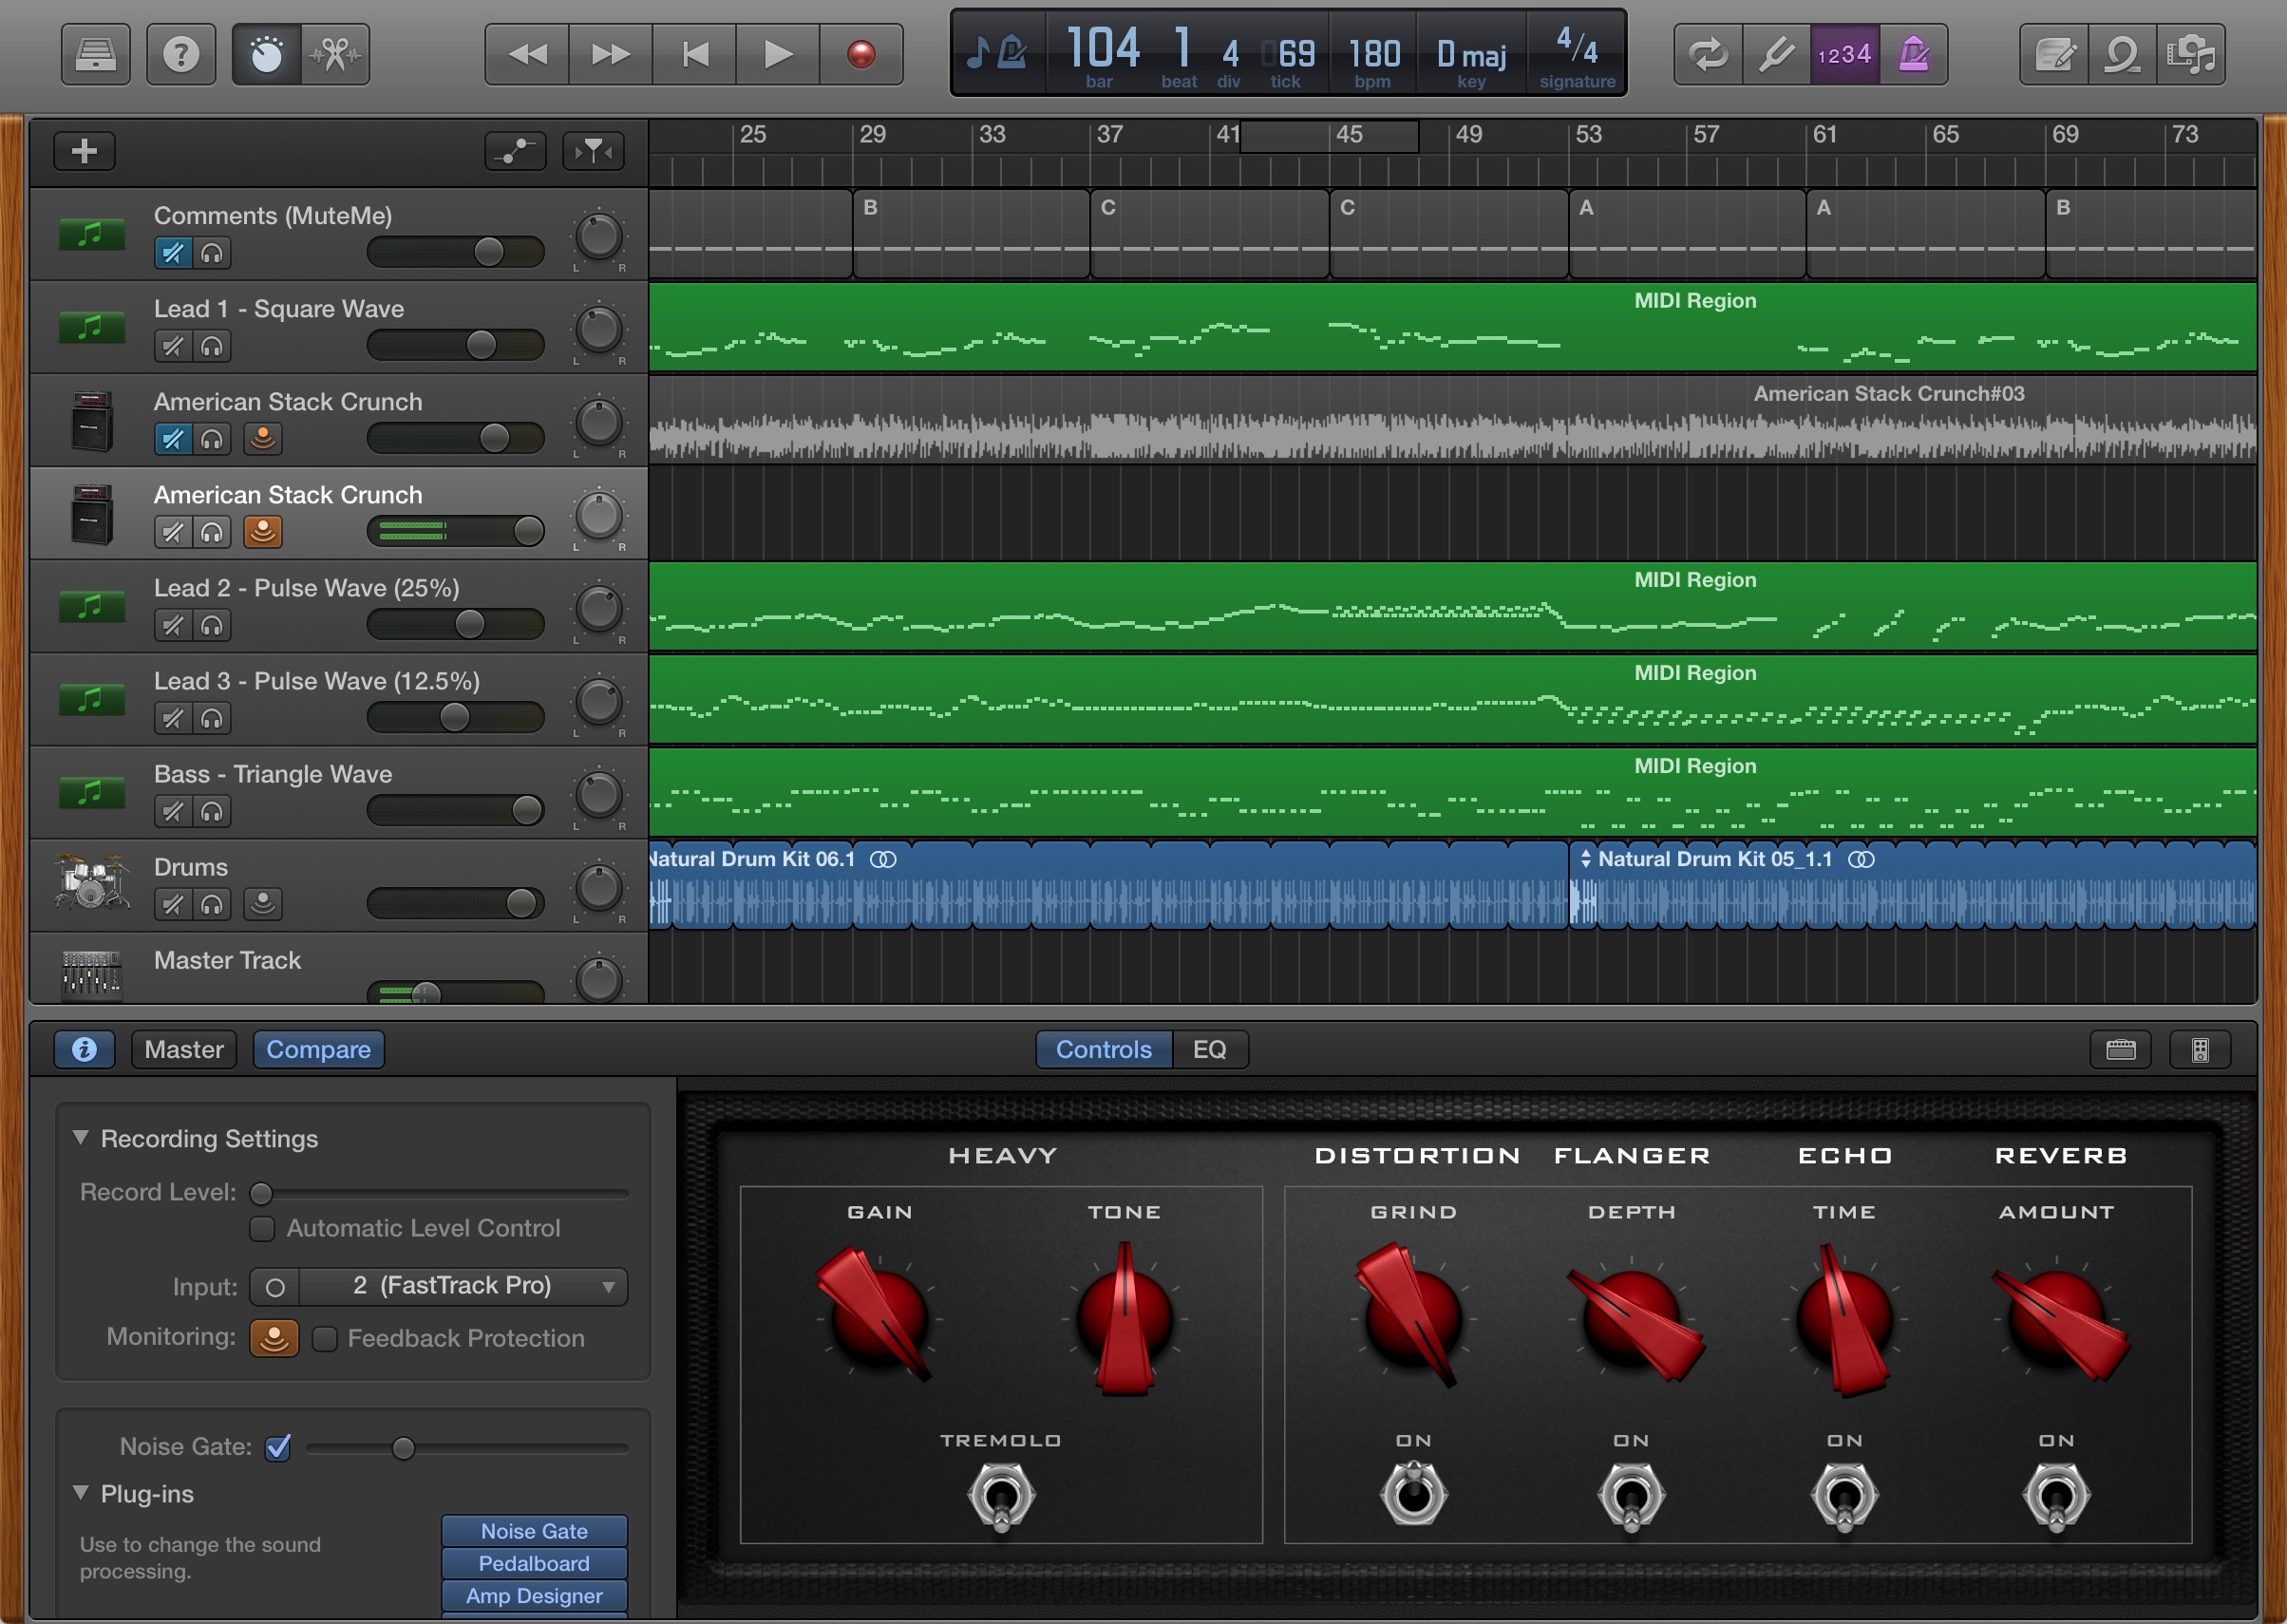 104 1 4 069 180 D maj 4/4
bar beat div tick bpm key signature
1234
25 29 33 37 41 45 49 53 57 61 65 69 73
Comments (MuteMe)
L R
B C C A A B
Lead 1 - Square Wave
L R
MIDI Region
American Stack Crunch
L R
American Stack Crunch#03
American Stack Crunch
L R
Lead 2 - Pulse Wave (25%)
L R
MIDI Region
Lead 3 - Pulse Wave (12.5%)
L R
MIDI Region
Bass - Triangle Wave
L R
MIDI Region
Drums
L R
Natural Drum Kit 06.1
Natural Drum Kit 05_1.1
Master Track
i Master Compare Controls EQ
Recording Settings
Record Level:
Automatic Level Control
Input: 2 (FastTrack Pro)
Monitoring: Feedback Protection
Noise Gate:
Plug-ins
Use to change the sound
processing.
Noise Gate
Pedalboard
Amp Designer
HEAVY DISTORTION FLANGER ECHO REVERB
GAIN TONE GRIND DEPTH TIME AMOUNT
TREMOLO ON ON ON ON